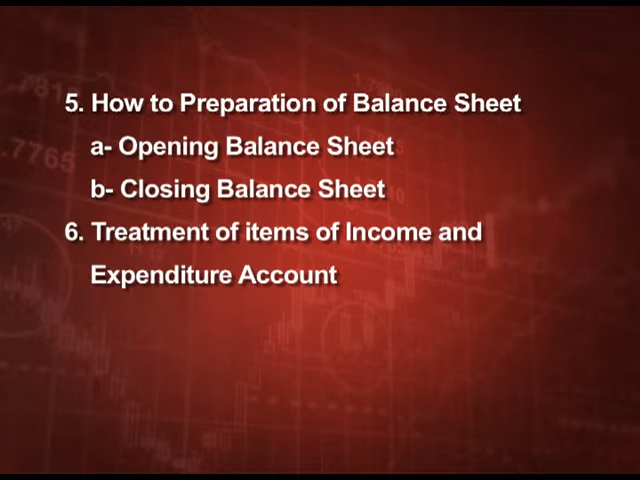 5. How to Preparation of Balance Sheet
a- Opening Balance Sheet
b- Closing Balance Sheet
6. Treatment of items of Income and
Expenditure Account
.7765